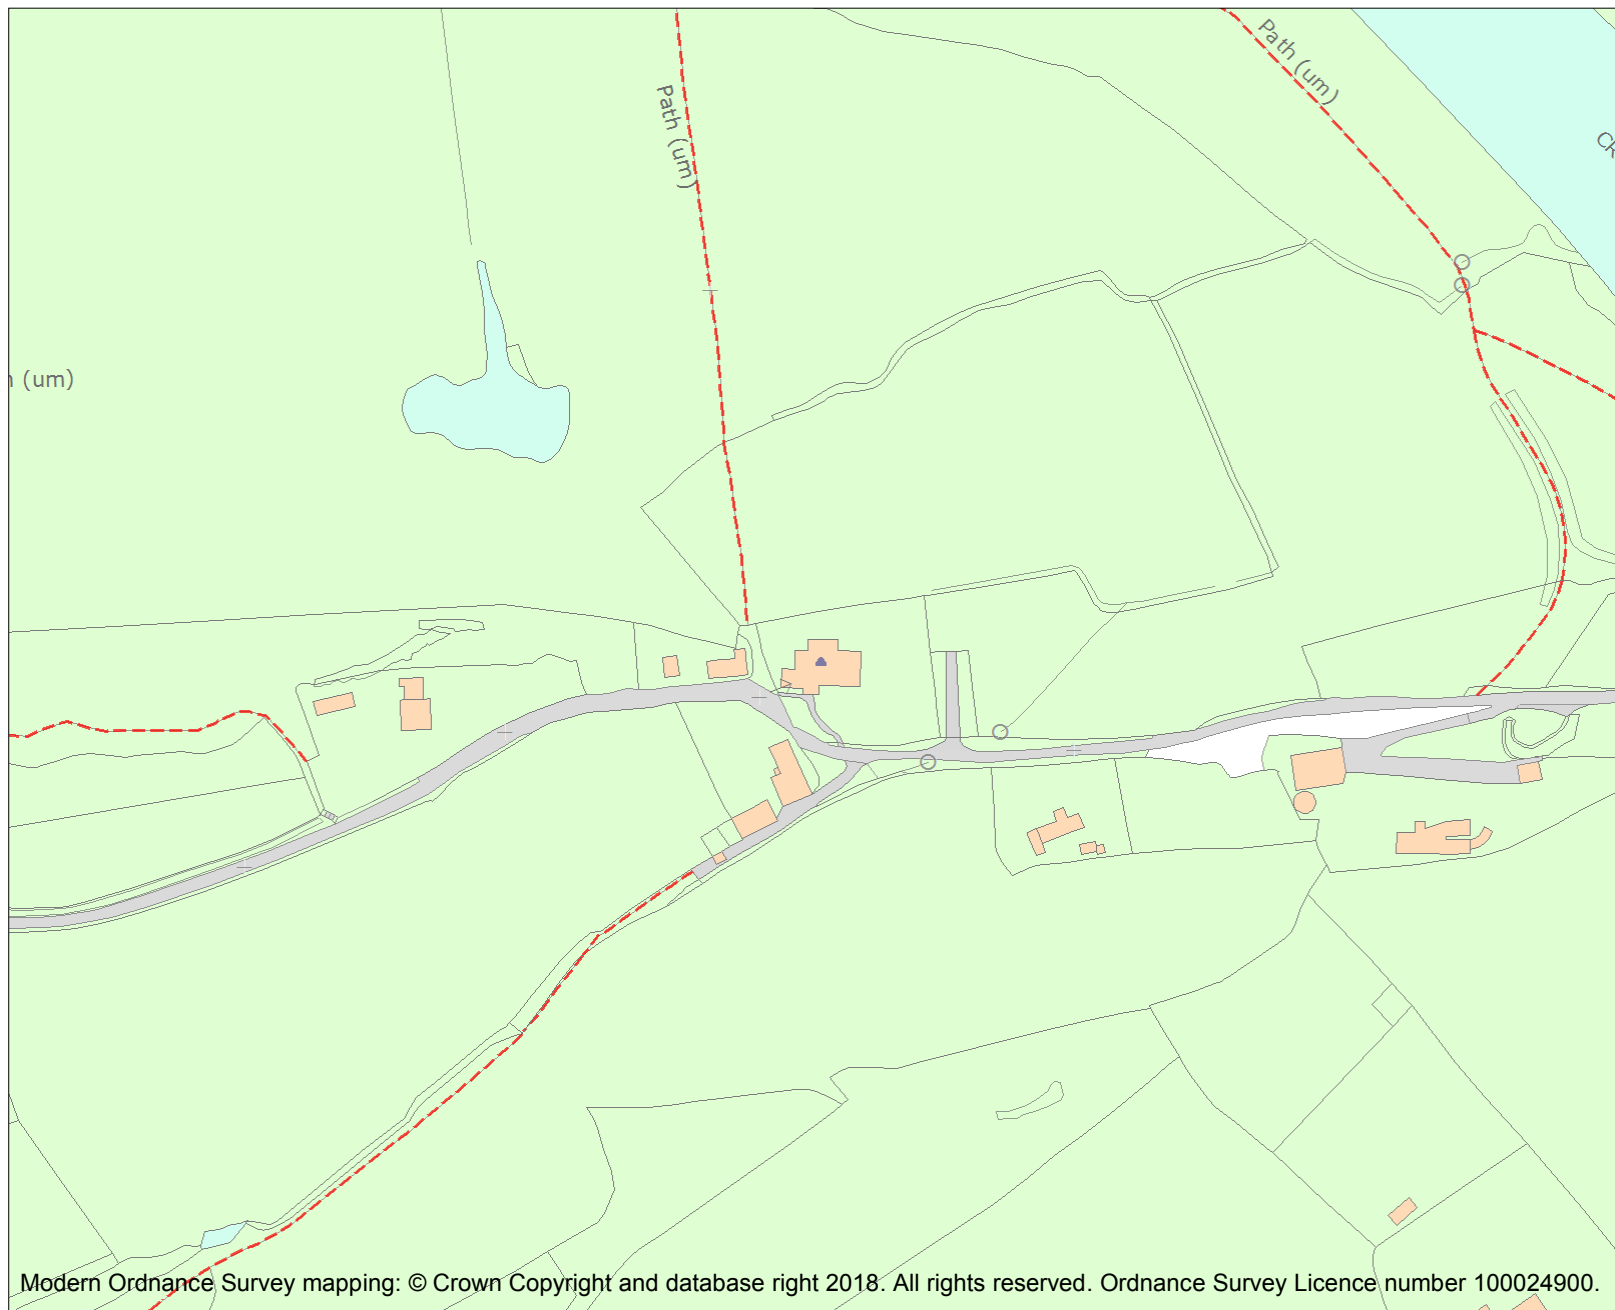 Path (um)
Path (um)
(um)
Modern Ordnance Survey mapping: © Crown Copyright and database right 2018. All rights reserved. Ordnance Survey Licence number 100024900.